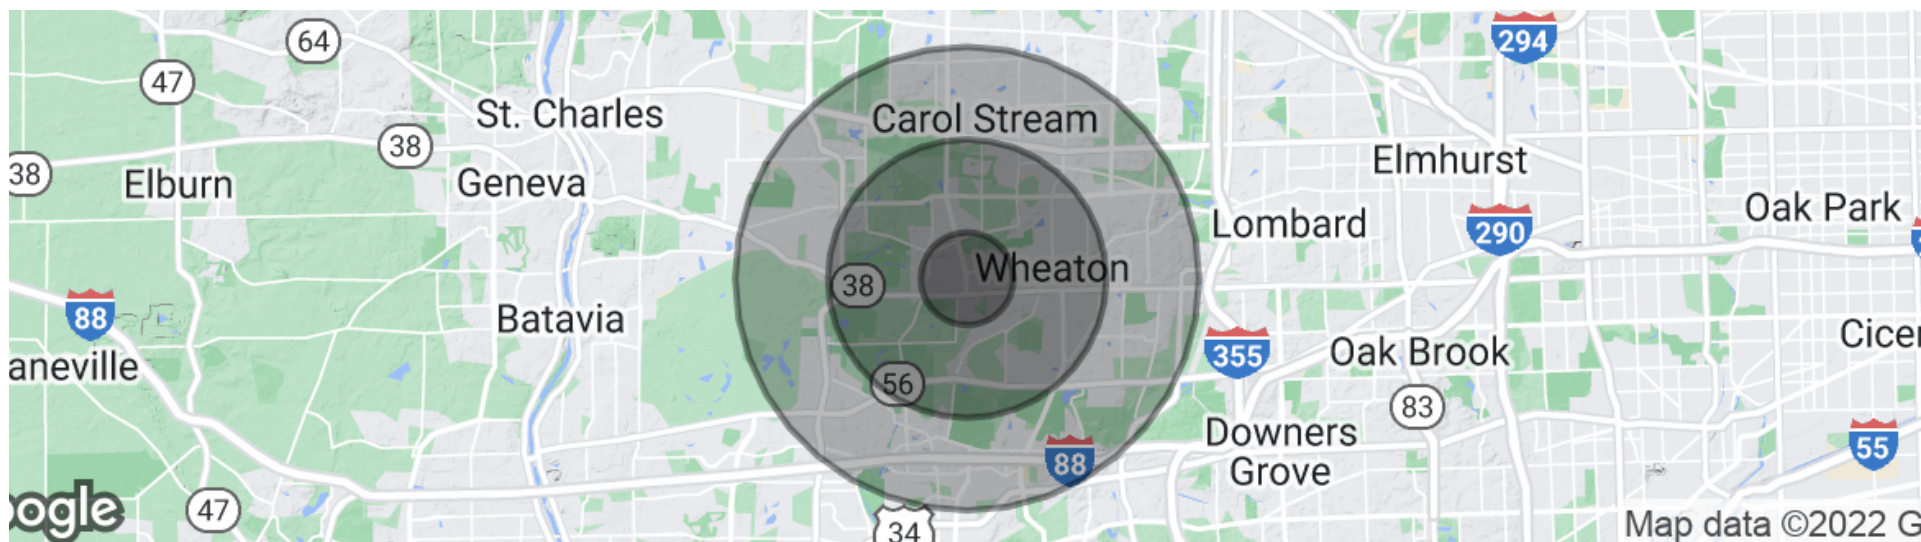 294
64
47
St. Charles
Carol Stream
38
38
Elmhurst
Elburn
Geneva
Oak Park
Lombard
290
Wheaton
38
88
Batavia
355
Oak Brook
Cicer
aneville
56
83
Downers
Grove
88
55
oogle
47
34
Map data ©2022 G